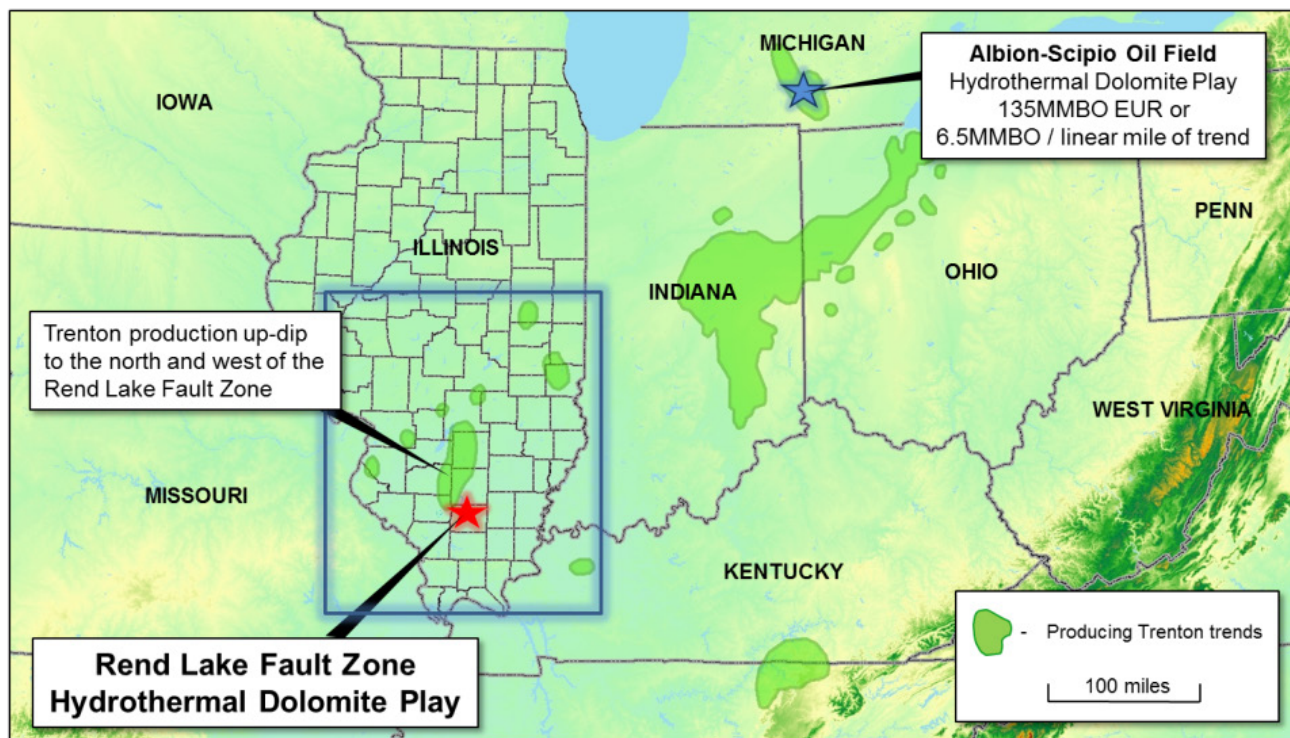 MICHIGAN
Albion-Scipio Oil Field
Hydrothermal Dolomite Play
135MMBO EUR or
6.5MMBO / linear mile of trend
IOWA
PENN
ILLINOIS
OHIO
INDIANA
Trenton production up-dip
to the north and west of the
Rend Lake Fault Zone
WEST VIRGINIA
MISSOURI
KENTUCKY
Rend Lake Fault Zone
Hydrothermal Dolomite Play
- Producing Trenton trends
100 miles